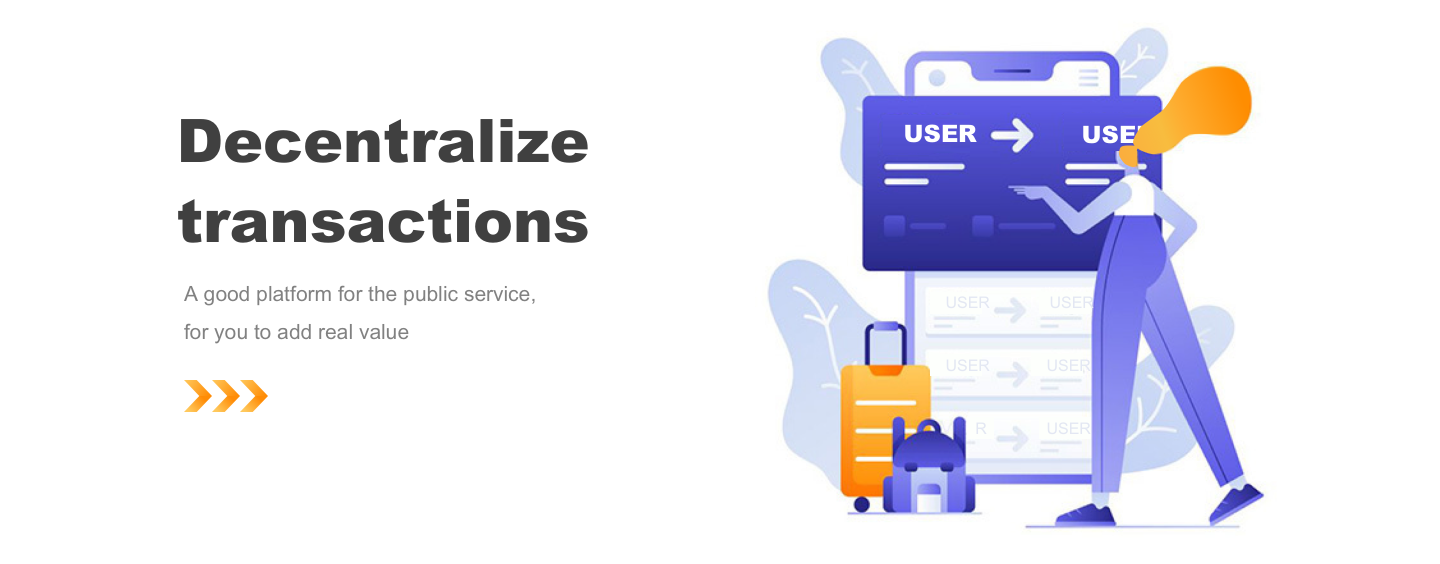 Decentralize
transactions
A good platform for the public service,
for you to add real value
USER USE
USER USER
USER USER
R USER